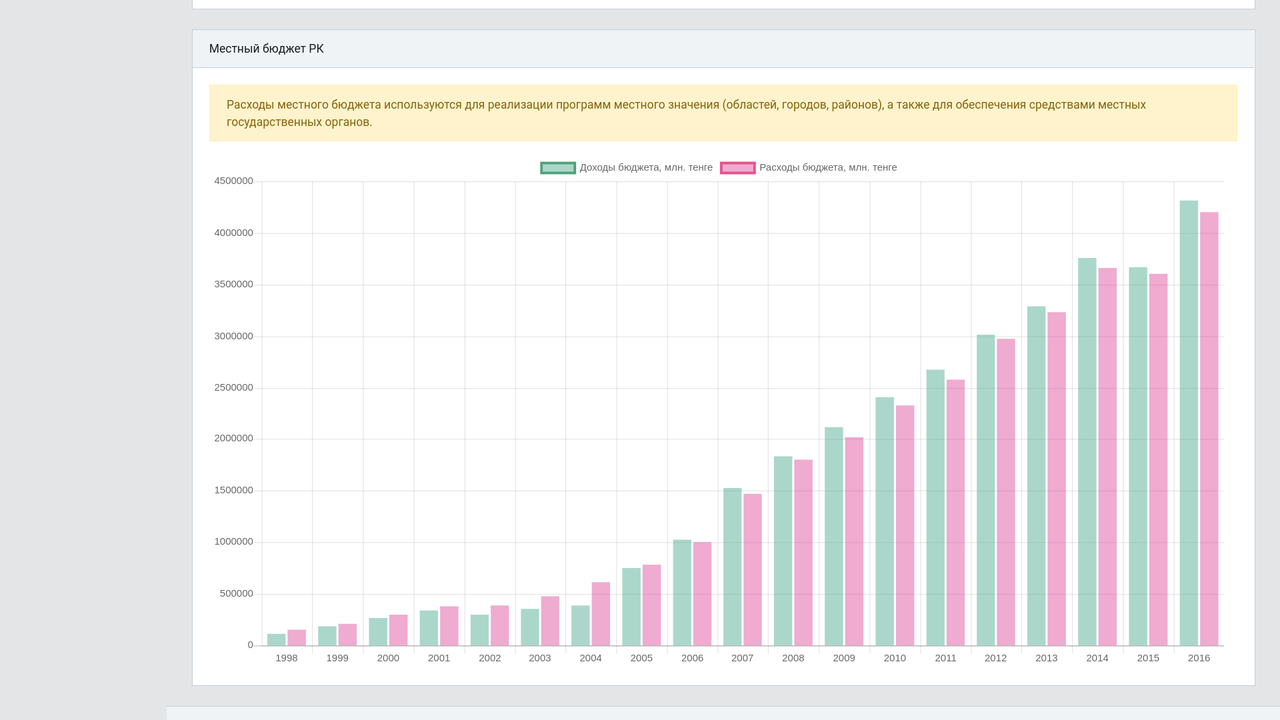 Местный бюджет РК
Расходы местного бюджета используются для реализации программ местного значения (областей, городов, районов), а также для обеспечения средствами местных
государственных органов.
Доходы бюджета, млн. тенге Расходы бюджета, млн. тенге
4500000
4000000
3500000
3000000
2500000
2000000
1500000
1000000
500000
0
1998 1999 2000 2001 2002 2003 2004 2005 2006 2007 2008 2009 2010 2011 2012 2013 2014 2015 2016